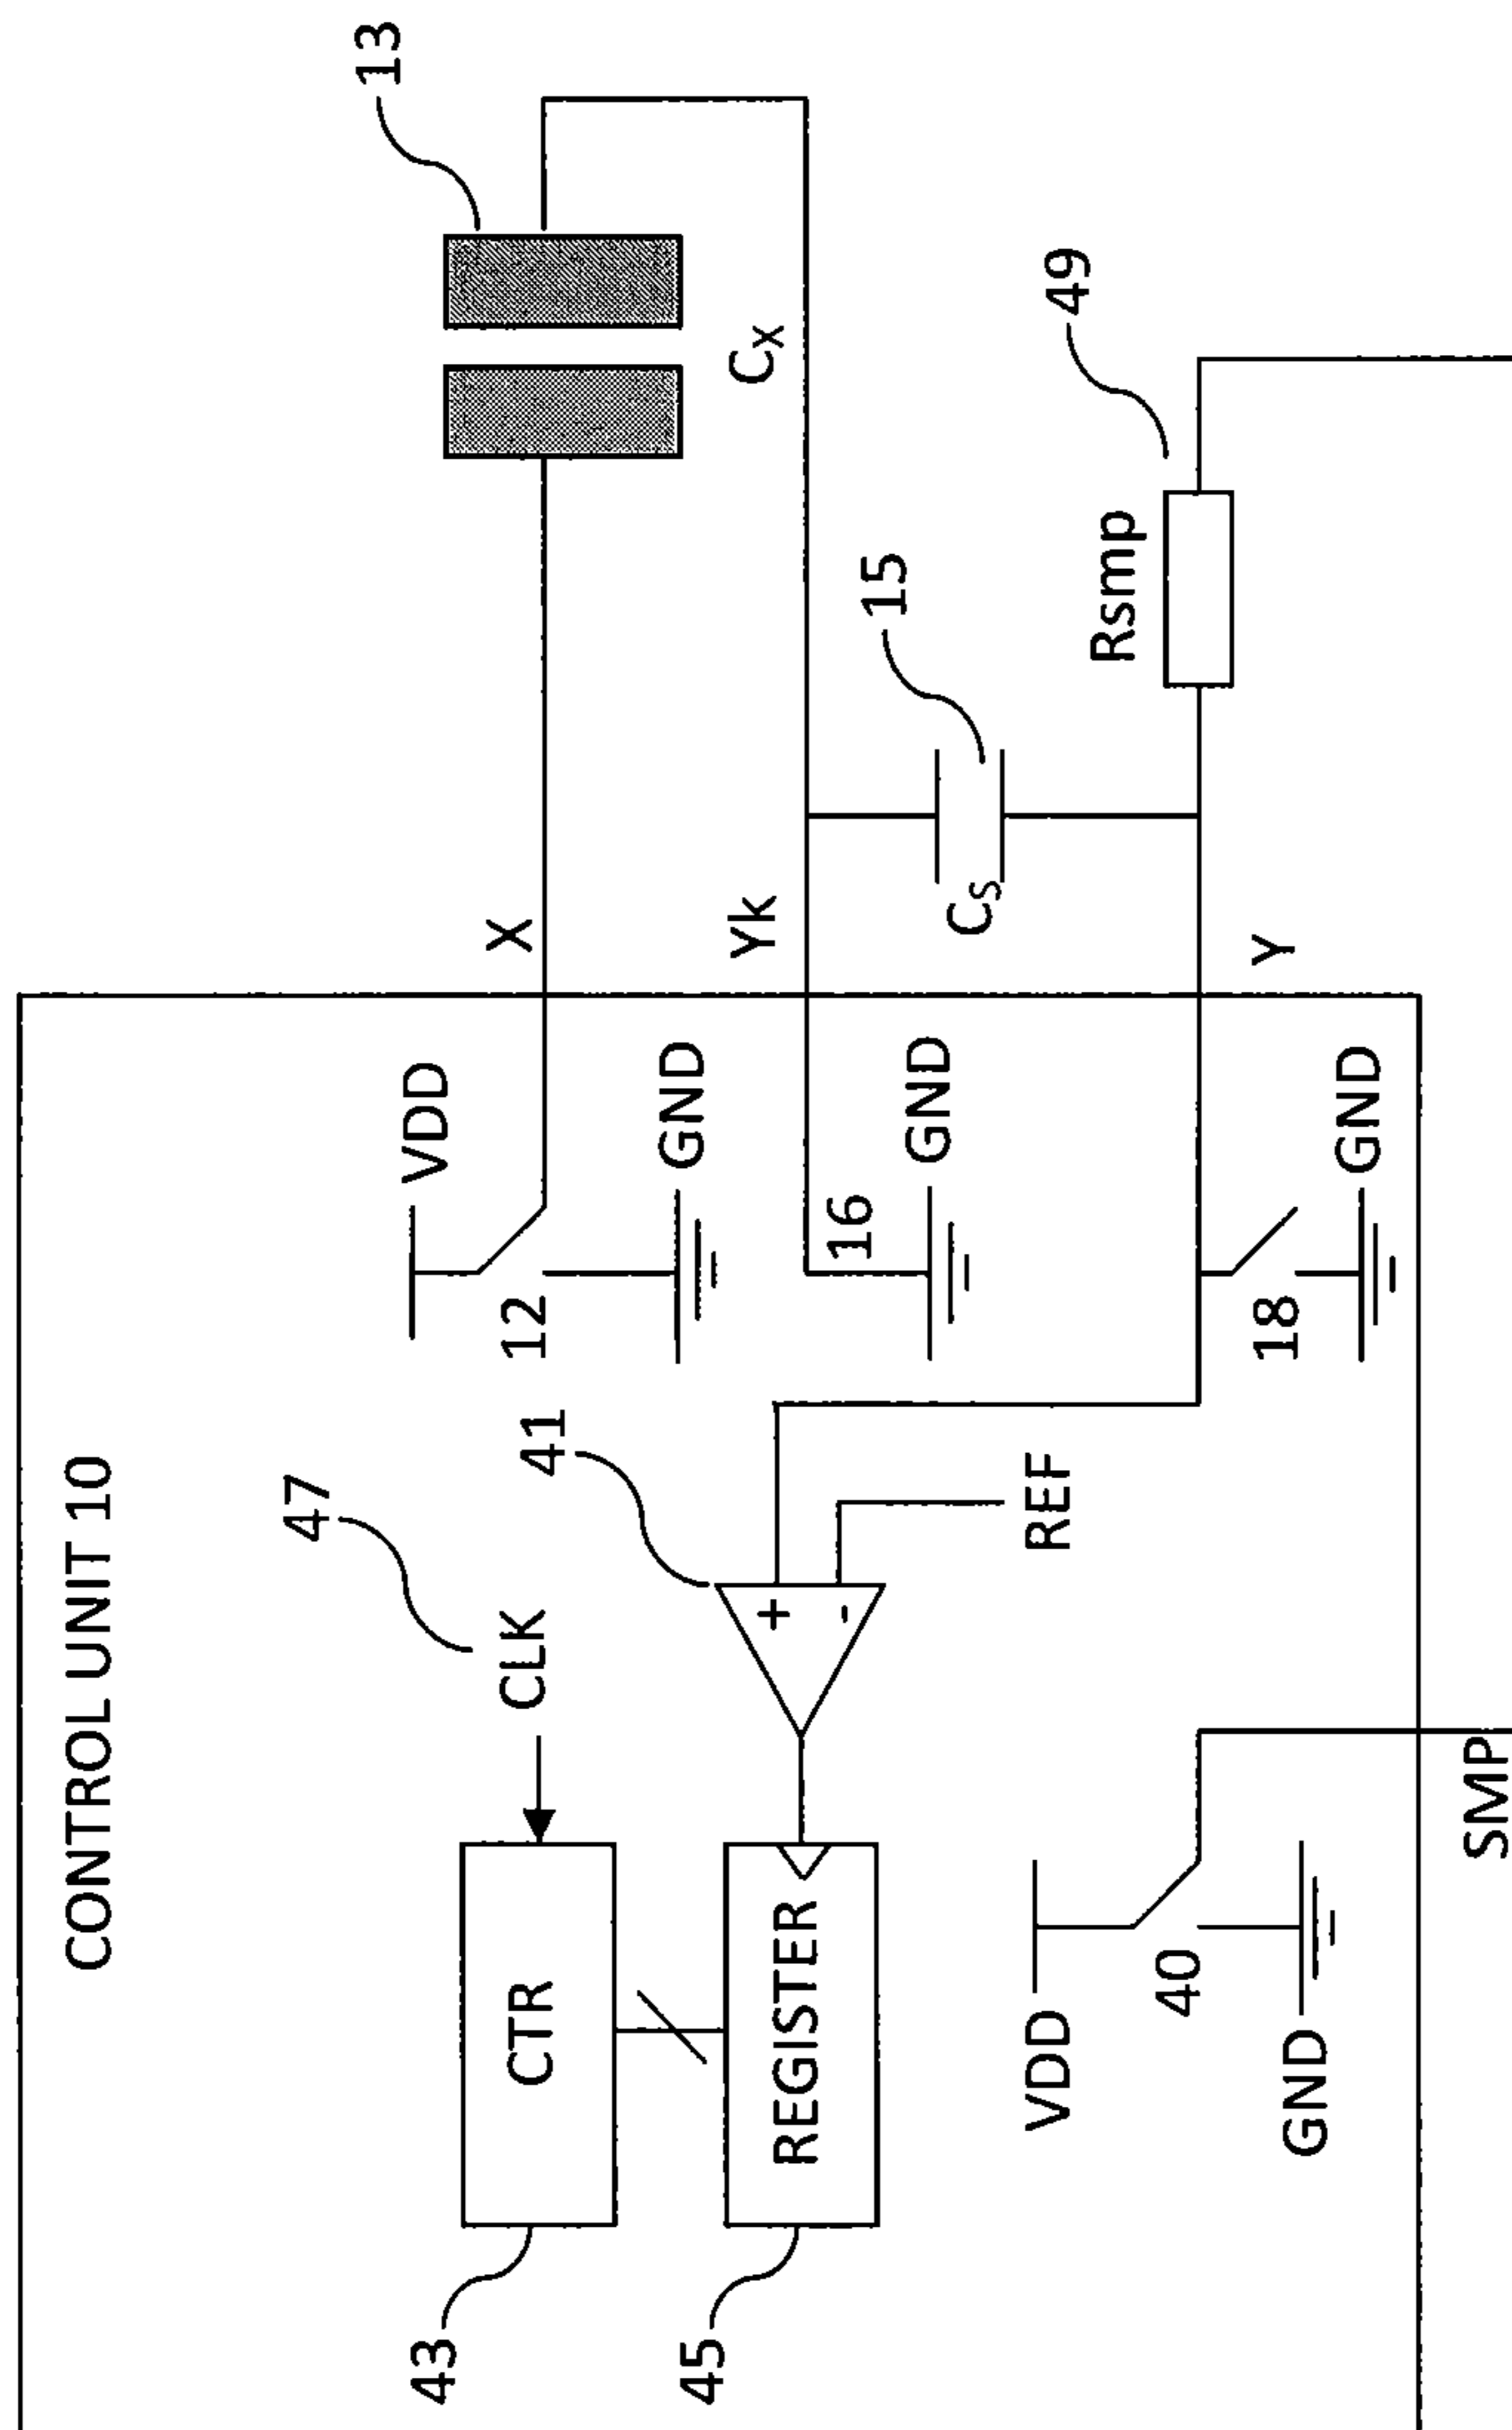 CONTROL UNIT 10
47
CLK
43
CTR
45
REGISTER
41
+
-
REF
VDD
12
GND
16
GND
18
GND
VDD
40
GND
SMP
X
Yk
Y
13
CX
CS
15
Rsmp
49